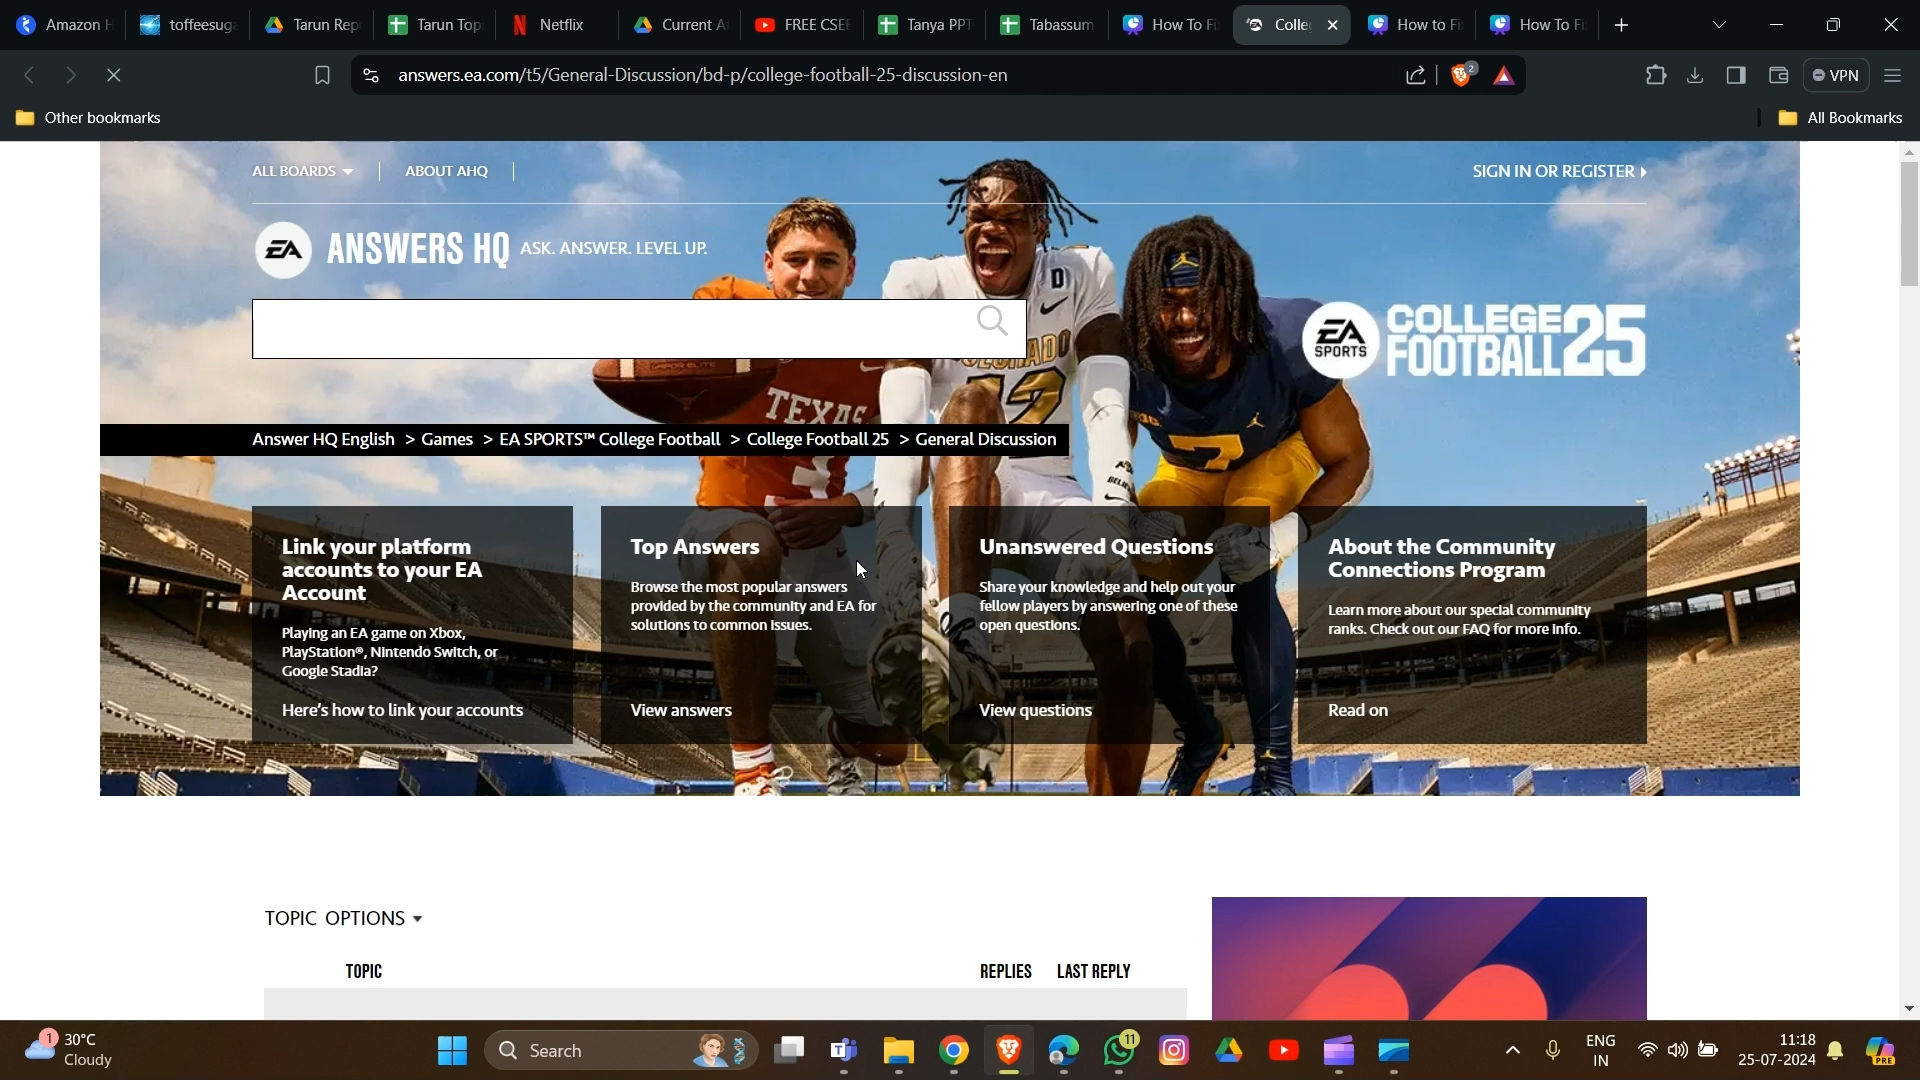 Amazon H
toffeesuga
Tarun Rep
Tarun Top
Netflix
Current A
FREE CSEE
Tanya PPT
Tabassum
How To Fi
Colle
How to Fi
How To Fi
answers.ea.com/t5/General-Discussion/bd-p/college-football-25-discussion-en
2
VPN
Other bookmarks
All Bookmarks
ALL BOARDS
ABOUT AHQ
SIGN IN OR REGISTER
EA
ANSWERS HQ
ASK. ANSWER. LEVEL UP.
EA
SPORTS
COLLEGE
FOOTBALL 25
TEXAS
Answer HQ English > Games > EA SPORTS™ College Football > College Football 25 > General Discussion
Link your platform
accounts to your EA
Account
Playing an EA game on Xbox,
PlayStation®, Nintendo Switch, or
Google Stadia?
Here's how to link your accounts
Top Answers
Browse the most popular answers
provided by the community and EA for
solutions to common issues.
View answers
Unanswered Questions
Share your knowledge and help out your
fellow players by answering one of these
open questions.
View questions
About the Community
Connections Program
Learn more about our special community
ranks. Check out our FAQ for more info.
Read on
TOPIC OPTIONS
TOPIC
REPLIES
LAST REPLY
1
30°C
Cloudy
Search
11
ENG
IN
11:18
25-07-2024
PRE